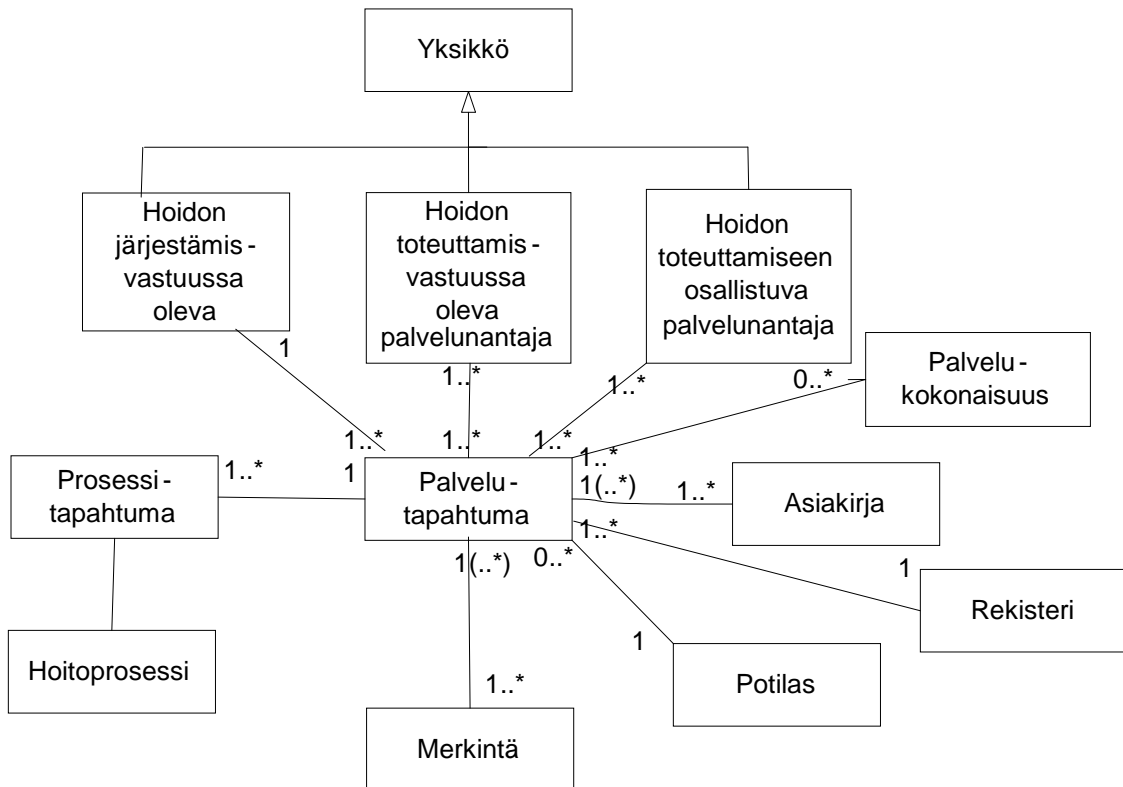 Yksikkö
Hoidon
järjestämis-
vastuussa
oleva
Hoidon
toteuttamis-
vastuussa
oleva
palvelunantaja
Hoidon
toteuttamiseen
osallistuva
palvelunantaja
1
1..*
1..*
0..*
Palvelu-
kokonaisuus
1..*
1..*
1..*
1..*
Prosessi-
tapahtuma
1..*
1
Palvelu-
tapahtuma
1(..*)
1..*
Asiakirja
1..*
1(..*)
0..*
1
Rekisteri
Hoitoprosessi
1
Potilas
1..*
Merkintä